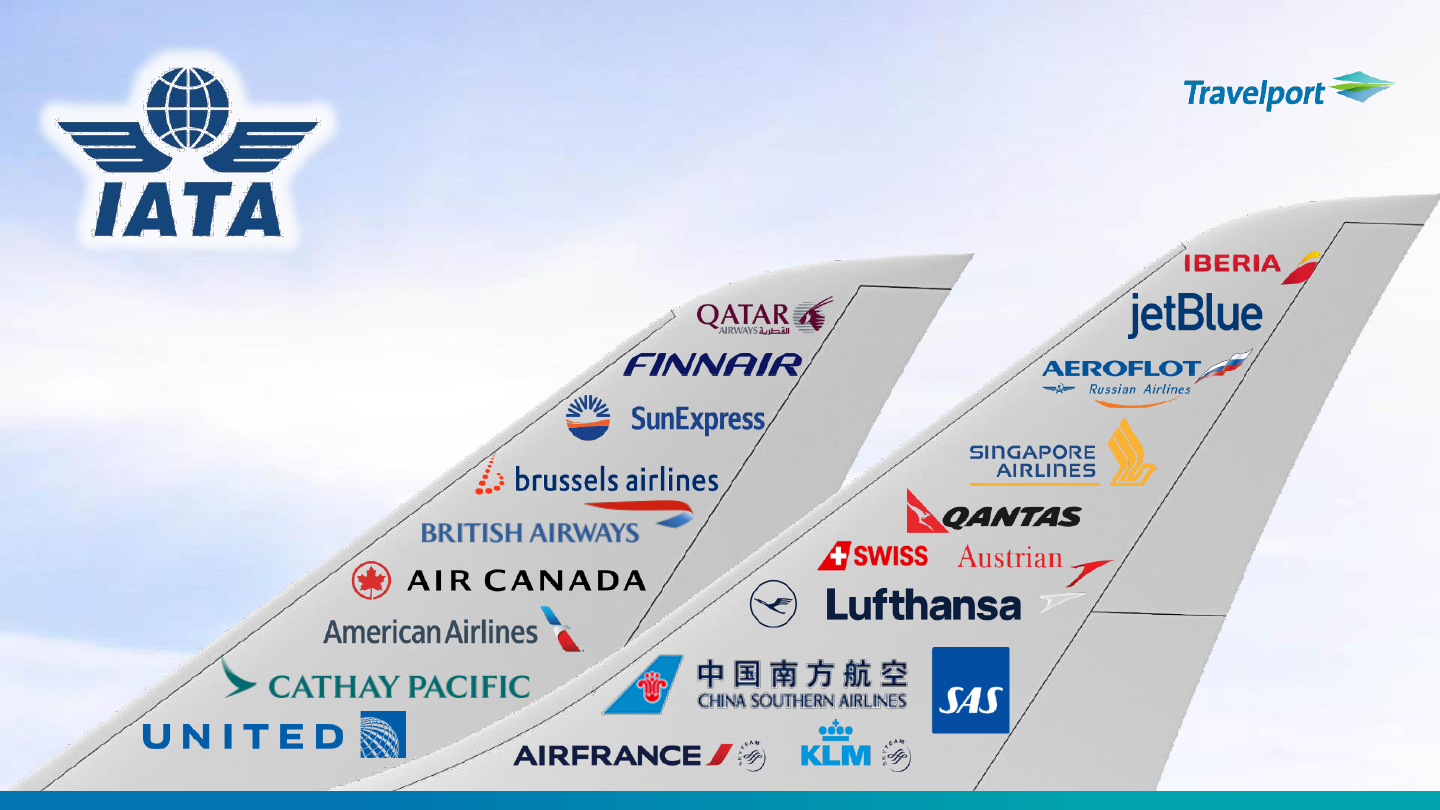 IATA
Travelport
QATAR
AIRWAYS القطرية
FINNAIR
SunExpress
brussels airlines
BRITISH AIRWAYS
AIR CANADA
American Airlines
CATHAY PACIFIC
UNITED
IBERIA
jetBlue
AEROFLOT
Russian Airlines
SINGAPORE
AIRLINES
QANTAS
SWISS
Austrian
Lufthansa
中国南方航空
CHINA SOUTHERN AIRLINES
SAS
AIRFRANCE
SKYTEAM
KLM
SKYTEAM